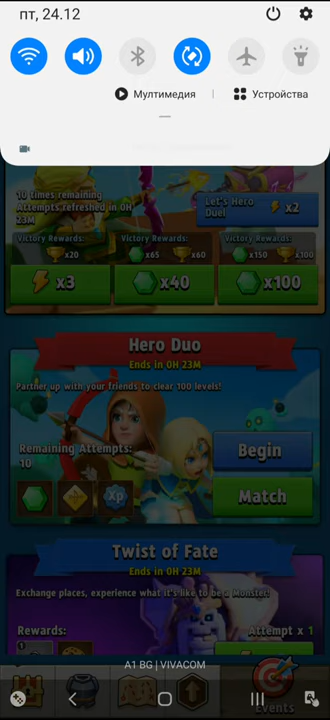 пт, 24.12
Мултимедия | Устройства
10 times remaining
Attempts refreshed in 0H
23M
Let's Hero
Duel x2
Victory Rewards: Victory Rewards: Victory Rewards:
x20 x65 x60 x150 x100
x3 x40 x100
Hero Duo
Ends in 0H 23M
Partner up with your friends to clear 100 levels!
Remaining Attempts:
10
Begin
Xp
Match
Twist of Fate
Ends in 0H 23M
Exchange places, experience what it's like to be a Monster!
Rewards: Attempt x 1
1
A1 BG | VIVACOM
Events